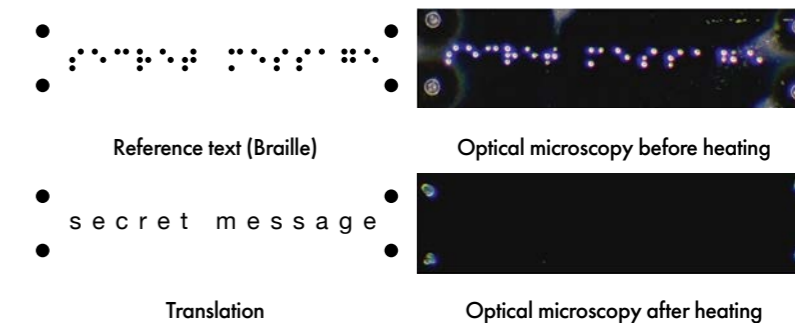 ⠎⠑⠉⠗⠑⠞ ⠍⠑⠎⠎⠁⠛⠑
⠎⠑⠉⠗⠑⠞ ⠍⠑⠎⠎⠁⠛⠑
Reference text (Braille)
Optical microscopy before heating
secret message
Translation
Optical microscopy after heating